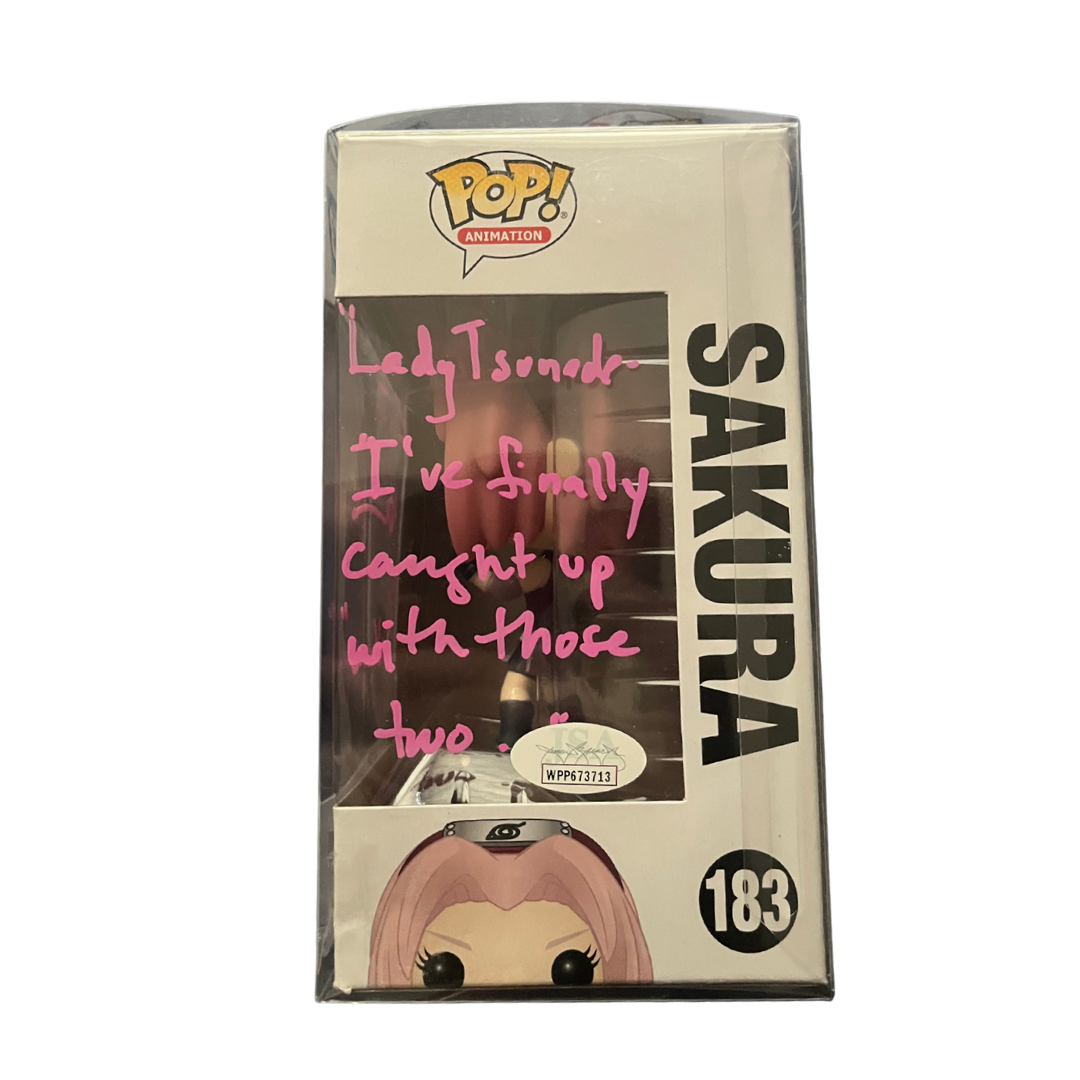 POP!
ANIMATION
"Lady Tsunade-
"I've finally
caught up
with those
two."
JSA
WPP673713
SAKURA
183